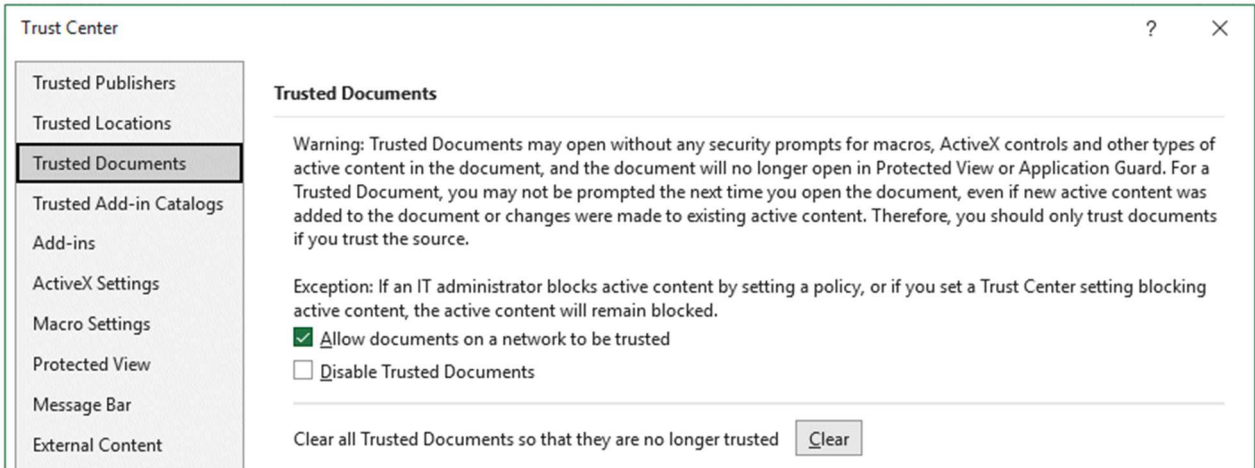 Trust Center
?
Trusted Publishers
Trusted Locations
Trusted Documents
Trusted Add-in Catalogs
Add-ins
ActiveX Settings
Macro Settings
Protected View
Message Bar
External Content
Trusted Documents
Warning: Trusted Documents may open without any security prompts for macros, ActiveX controls and other types of
active content in the document, and the document will no longer open in Protected View or Application Guard. For a
Trusted Document, you may not be prompted the next time you open the document, even if new active content was
added to the document or changes were made to existing active content. Therefore, you should only trust documents
if you trust the source.
Exception: If an IT administrator blocks active content by setting a policy, or if you set a Trust Center setting blocking
active content, the active content will remain blocked.
Allow documents on a network to be trusted
Disable Trusted Documents
Clear all Trusted Documents so that they are no longer trusted Clear